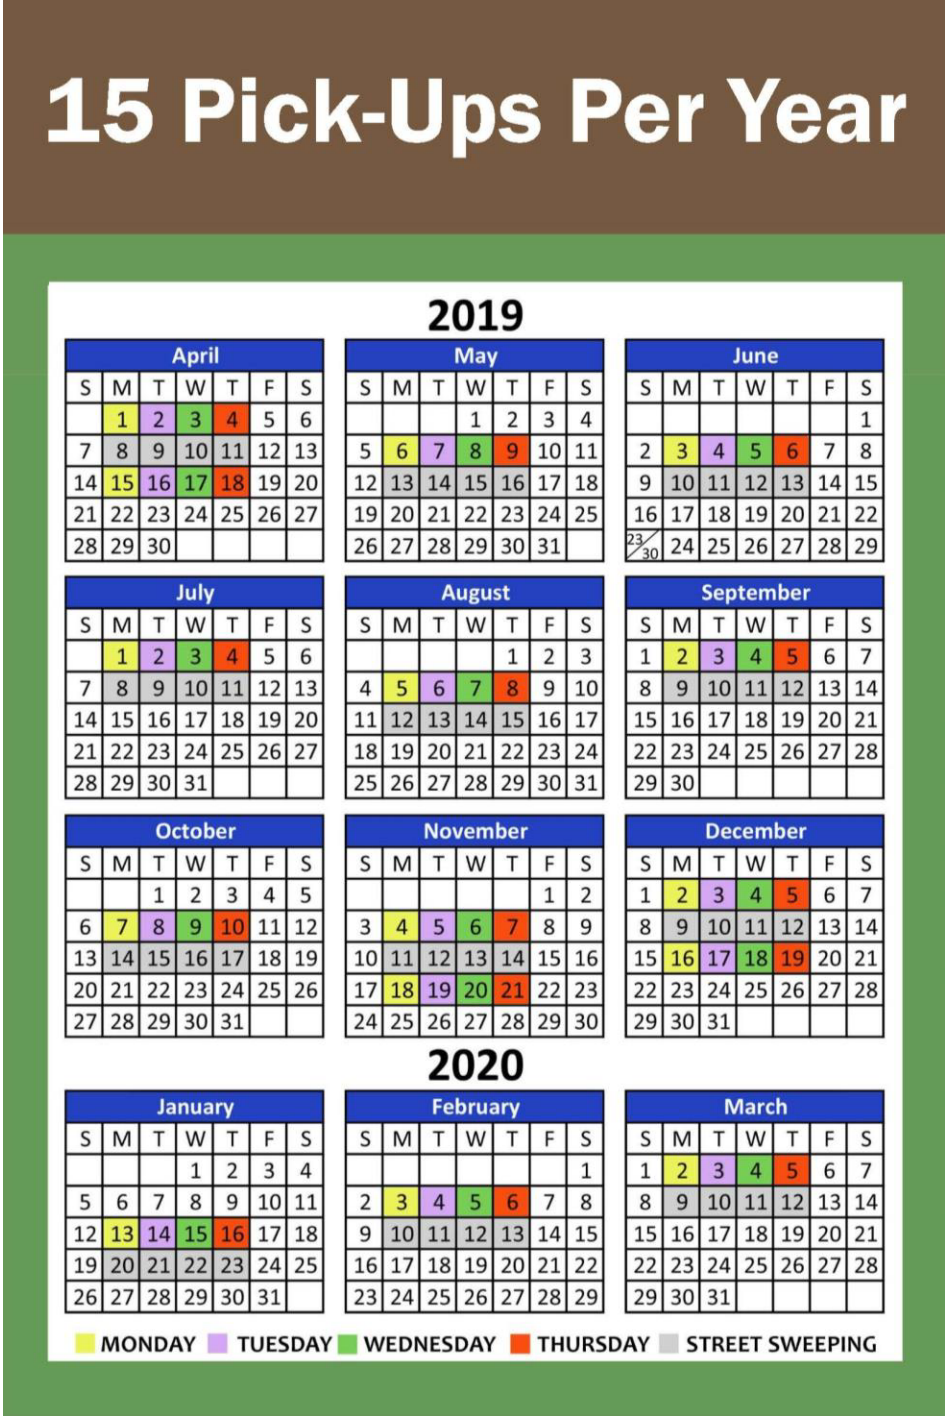 15 Pick-Ups Per Year
2019
April May June
S M T W T F S S M T W T F S S M T W T F S
1 2 3 4 5 6 1 2 3 4 1
7 8 9 10 11 12 13 5 6 7 8 9 10 11 2 3 4 5 6 7 8
14 15 16 17 18 19 20 12 13 14 15 16 17 18 9 10 11 12 13 14 15
21 22 23 24 25 26 27 19 20 21 22 23 24 25 16 17 18 19 20 21 22
28 29 30 26 27 28 29 30 31 23/30 24 25 26 27 28 29
July August September
S M T W T F S S M T W T F S S M T W T F S
1 2 3 4 5 6 1 2 3 1 2 3 4 5 6 7
7 8 9 10 11 12 13 4 5 6 7 8 9 10 8 9 10 11 12 13 14
14 15 16 17 18 19 20 11 12 13 14 15 16 17 15 16 17 18 19 20 21
21 22 23 24 25 26 27 18 19 20 21 22 23 24 22 23 24 25 26 27 28
28 29 30 31 25 26 27 28 29 30 31 29 30
October November December
S M T W T F S S M T W T F S S M T W T F S
1 2 3 4 5 1 2 1 2 3 4 5 6 7
6 7 8 9 10 11 12 3 4 5 6 7 8 9 8 9 10 11 12 13 14
13 14 15 16 17 18 19 10 11 12 13 14 15 16 15 16 17 18 19 20 21
20 21 22 23 24 25 26 17 18 19 20 21 22 23 22 23 24 25 26 27 28
27 28 29 30 31 24 25 26 27 28 29 30 29 30 31
2020
January February March
S M T W T F S S M T W T F S S M T W T F S
1 2 3 4 1 1 2 3 4 5 6 7
5 6 7 8 9 10 11 2 3 4 5 6 7 8 8 9 10 11 12 13 14
12 13 14 15 16 17 18 9 10 11 12 13 14 15 15 16 17 18 19 20 21
19 20 21 22 23 24 25 16 17 18 19 20 21 22 22 23 24 25 26 27 28
26 27 28 29 30 31 23 24 25 26 27 28 29 29 30 31
MONDAY TUESDAY WEDNESDAY THURSDAY STREET SWEEPING